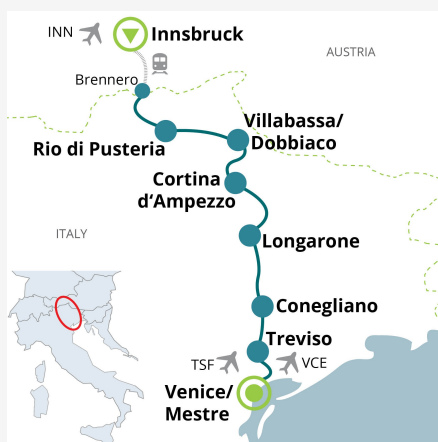 INN
Innsbruck
AUSTRIA
Brennero
Villabassa/
Dobbiaco
Rio di Pusteria
Cortina
d'Ampezzo
ITALY
Longarone
Conegliano
Treviso
TSF
VCE
Venice/
Mestre